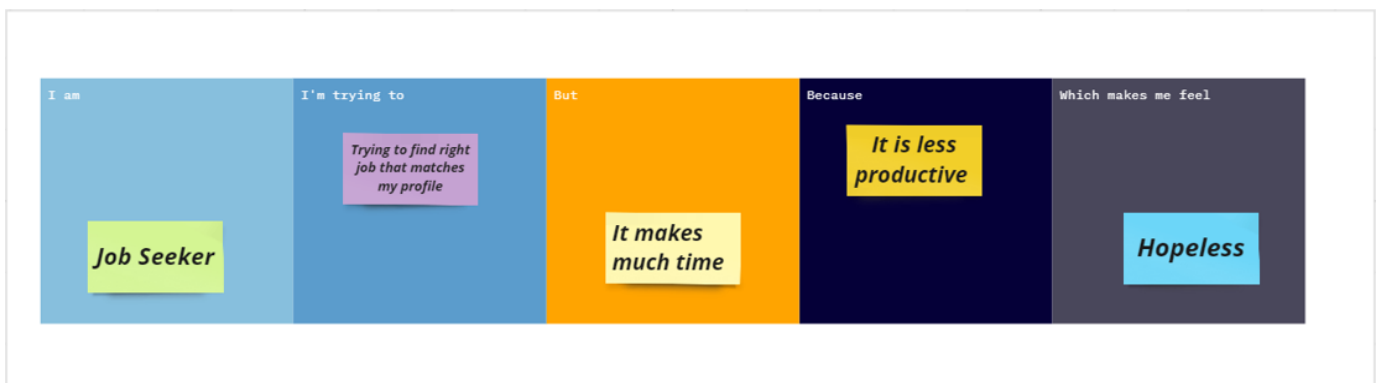 I am
I'm trying to
But
Because
Which makes me feel
Job Seeker
Trying to find right
job that matches
my profile
It makes
much time
It is less
productive
Hopeless